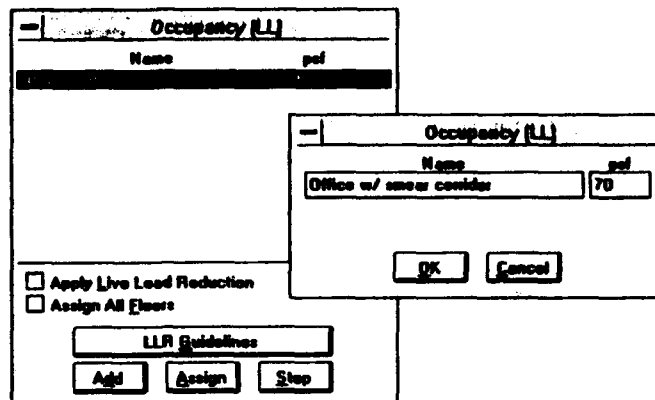 Occupancy (LL)
Name psf
Occupancy (LL)
Name psf
Office w/ smear corridor 70
OK Cancel
Apply Live Load Reduction
Assign All Floors
LLR Guidelines
Add Assign Stop